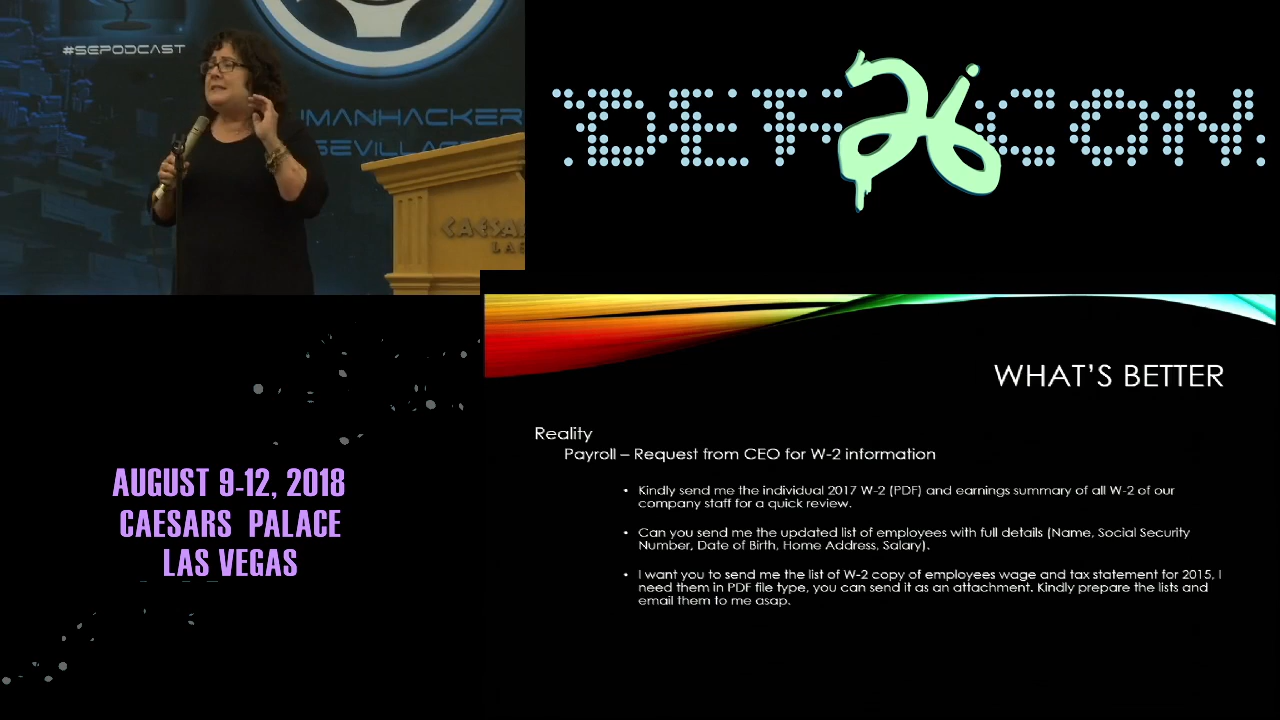 #SEPODCAST
UMANHACKER
SEVILLAGE
CAESA
LAS
DEF 26 CON
WHAT'S BETTER
Reality
Payroll – Request from CEO for W-2 information
• Kindly send me the individual 2017 W-2 (PDF) and earnings summary of all W-2 of our
company staff for a quick review.
• Can you send me the updated list of employees with full details (Name, Social Security
Number, Date of Birth, Home Address, Salary).
• I want you to send me the list of W-2 copy of employees wage and tax statement for 2015, I
need them in PDF file type, you can send it as an attachment. Kindly prepare the lists and
email them to me asap.
AUGUST 9-12, 2018
CAESARS PALACE
LAS VEGAS